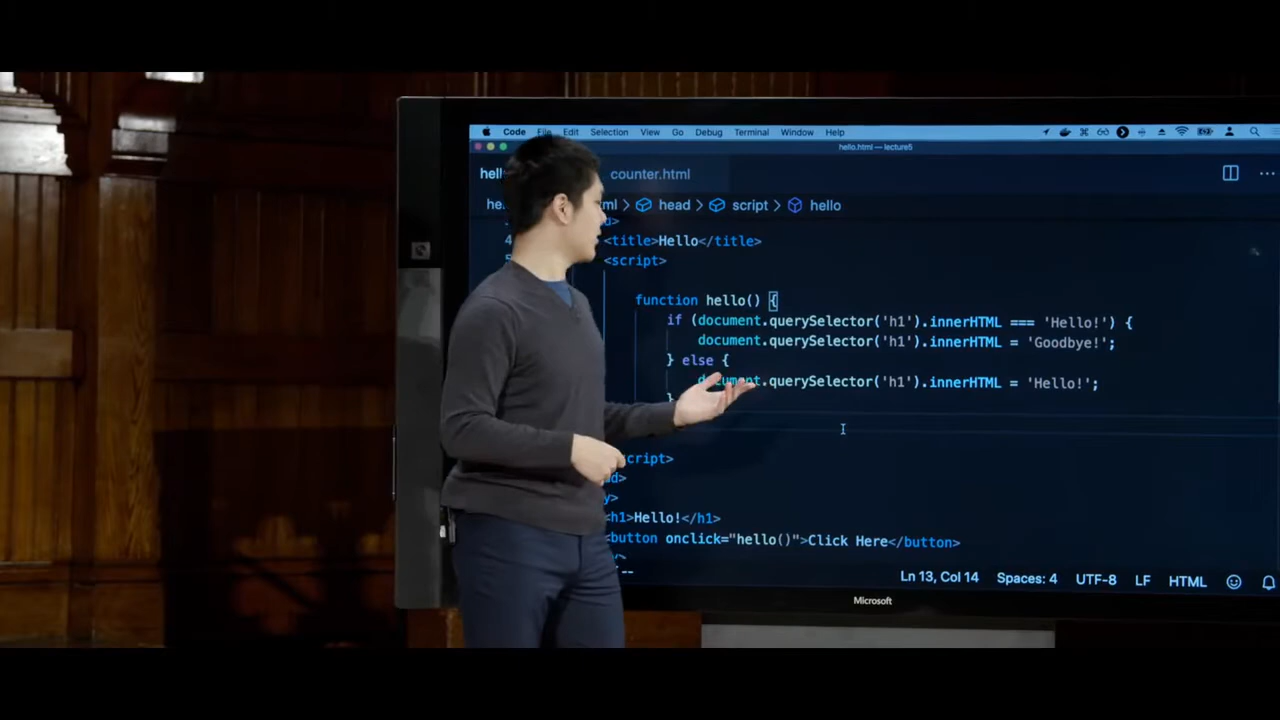 Code File Edit Selection View Go Debug Terminal Window Help
hello.html — lecture5
counter.html
head > script > hello
4 <title>Hello</title>
<script>
function hello() {
if (document.querySelector('h1').innerHTML === 'Hello!') {
document.querySelector('h1').innerHTML = 'Goodbye!';
} else {
document.querySelector('h1').innerHTML = 'Hello!';
}
cript>
<h1>Hello!</h1>
<button onclick="hello()">Click Here</button>
Ln 13, Col 14 Spaces: 4 UTF-8 LF HTML
Microsoft